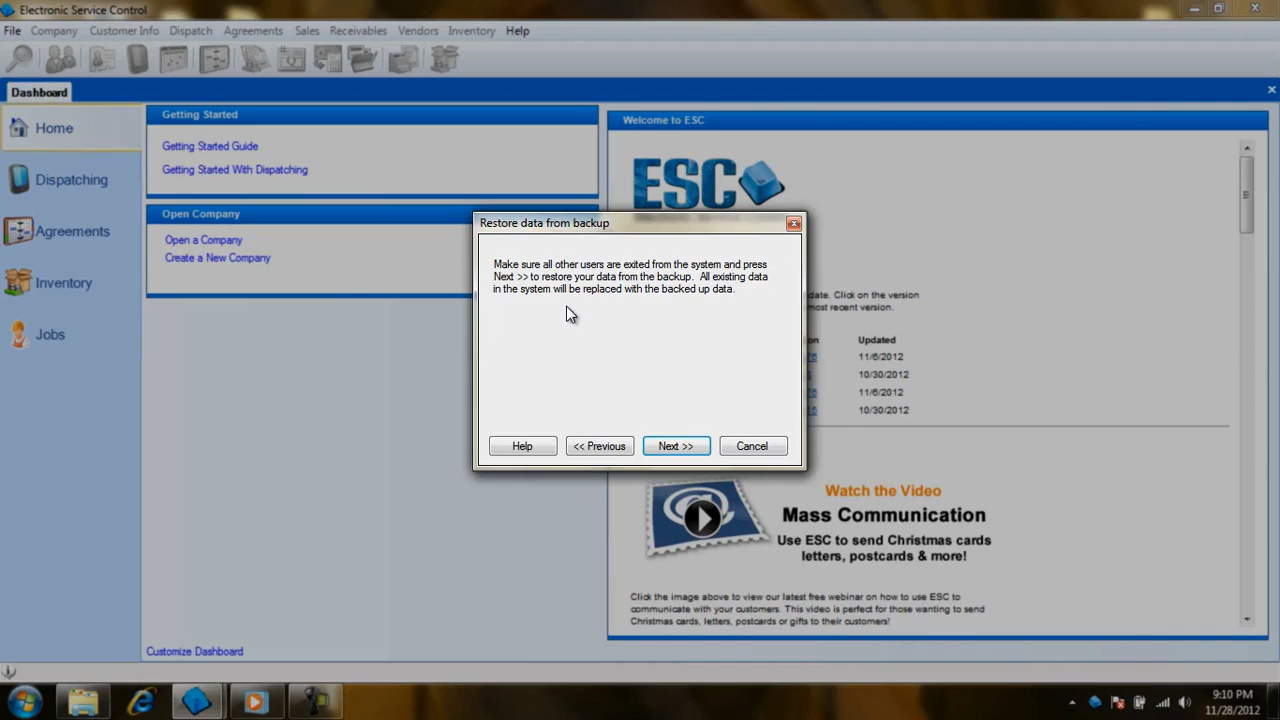 Electronic Service Control
File Company Customer Info Dispatch Agreements Sales Receivables Vendors Inventory Help
Dashboard
Home
Dispatching
Agreements
Inventory
Jobs
Getting Started
Getting Started Guide
Getting Started With Dispatching
Open Company
Open a Company
Create a New Company
Customize Dashboard
Welcome to ESC
ESC
date. Click on the version
most recent version.
Updated
11/6/2012
10/30/2012
11/6/2012
10/30/2012
Watch the Video
Mass Communication
Use ESC to send Christmas cards
letters, postcards & more!
Click the image above to view our latest free webinar on how to use ESC to
communicate with your customers. This video is perfect for those wanting to send
Christmas cards, letters, postcards or gifts to their customers!
Restore data from backup
Make sure all other users are exited from the system and press
Next >> to restore your data from the backup. All existing data
in the system will be replaced with the backed up data.
Help << Previous Next >> Cancel
9:10 PM
11/28/2012